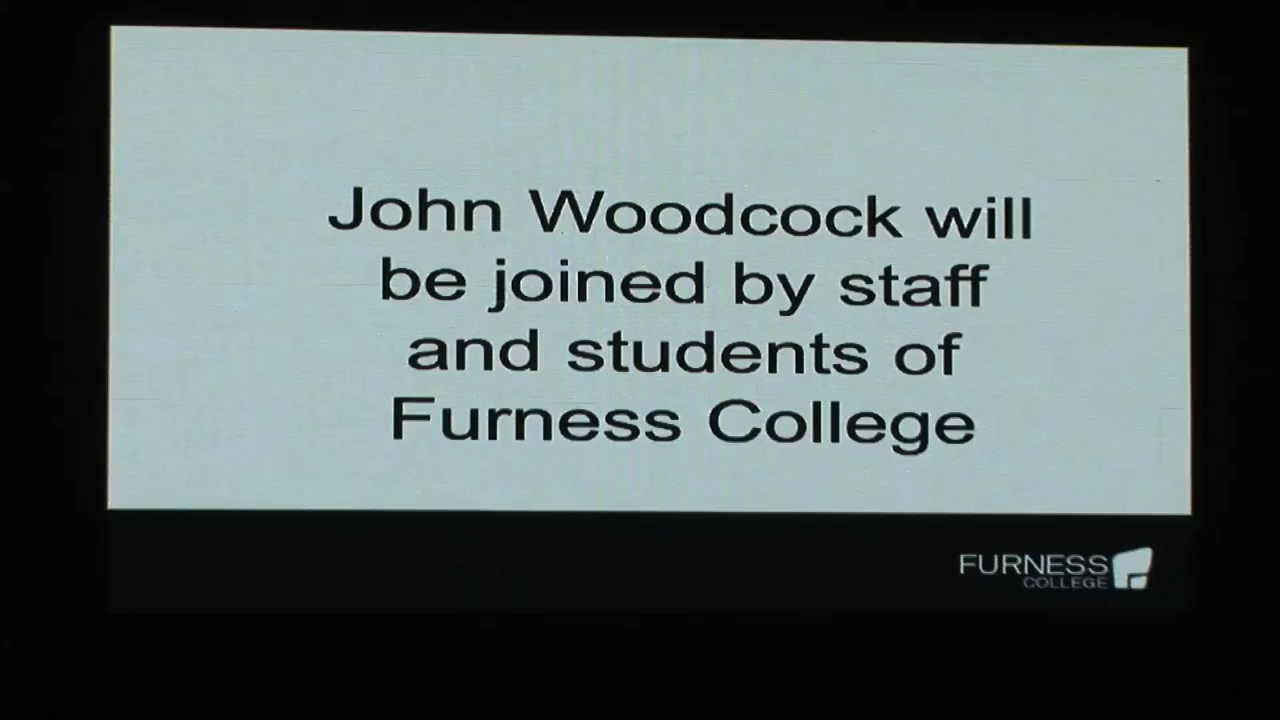 John Woodcock will
be joined by staff
and students of
Furness College
FURNESS
COLLEGE